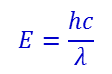 E = hc/λ